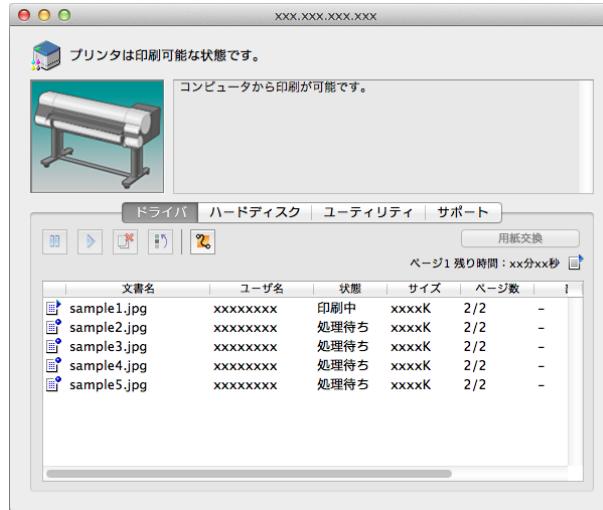 xxx.xxx.xxx.xxx
プリンタは印刷可能な状態です。
コンピュータから印刷が可能です。
ドライバ ハードディスク ユーティリティ サポート
用紙交換
ページ1 残り時間：xx分xx秒
文書名 ユーザ名 状態 サイズ ページ数
sample1.jpg xxxxxxxx 印刷中 xxxxK 2/2 –
sample2.jpg xxxxxxxx 処理待ち xxxxK 2/2 –
sample3.jpg xxxxxxxx 処理待ち xxxxK 2/2 –
sample4.jpg xxxxxxxx 処理待ち xxxxK 2/2 –
sample5.jpg xxxxxxxx 処理待ち xxxxK 2/2 –